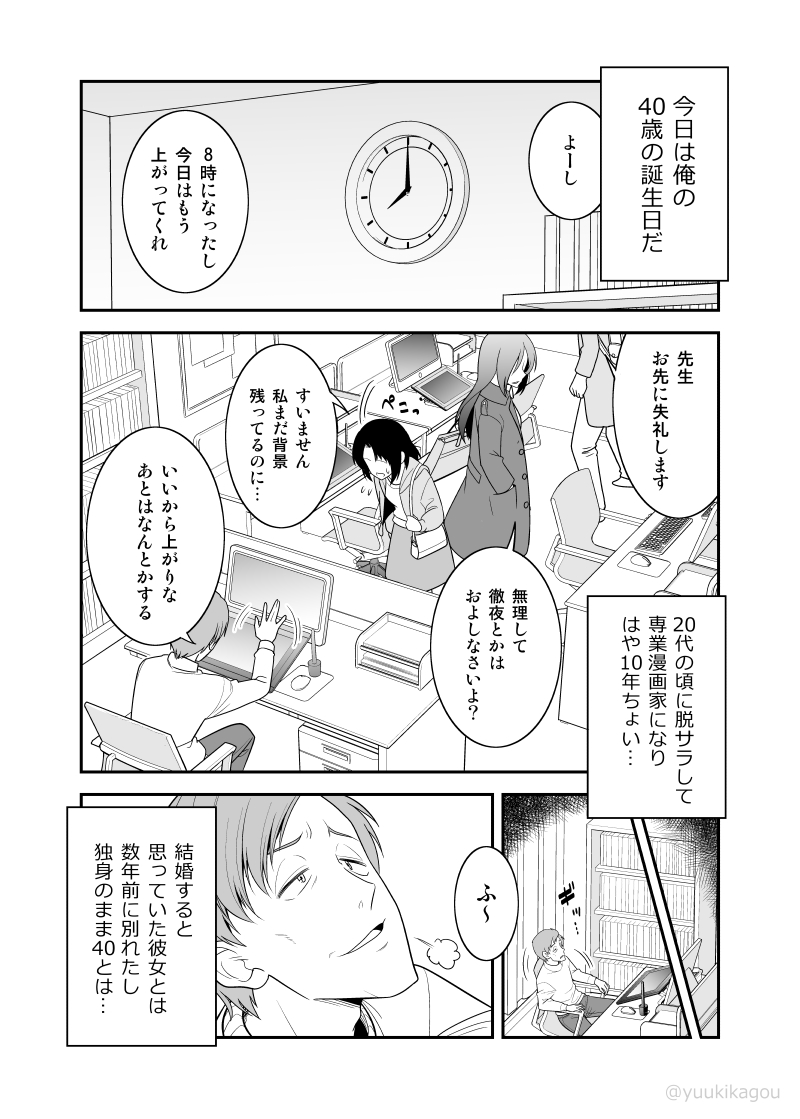 今日は俺の
40歳の誕生日だ
よーし
8時になったし
今日はもう
上がってくれ
先生
お先に失礼します
ペこっ
すいません
私まだ背景
残ってるのに…
いいから上がりな
あとはなんとかする
無理して
徹夜とかは
およしなさいよ?
20代の頃に脱サラして
専業漫画家になり
はや10年ちょい…
ギ…
ふ〜
結婚すると
思っていた彼女とは
数年前に別れたし
独身のまま40とは…
@yuukikagou